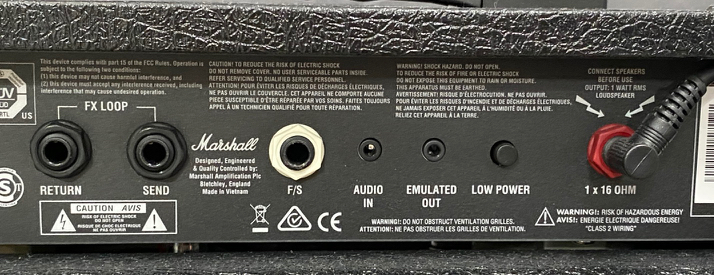 This device complies with part 15 of the FCC Rules. Operation is
subject to the following two conditions:
(1) this device may not cause harmful interference, and
(2) this device must accept any interference received, including
interference that may cause undesired operation.
CAUTION! TO REDUCE THE RISK OF ELECTRIC SHOCK
DO NOT REMOVE COVER. NO USER SERVICEABLE PARTS INSIDE.
REFER SERVICING TO QUALIFIED SERVICE PERSONNEL.
ATTENTION! POUR ÉVITER LES RISQUES DE DÉCHARGES ÉLECTRIQUES,
NE PAS OUVRIR LE COUVERCLE. CET APPAREIL NE COMPORTE AUCUNE
PIECE SUSCEPTIBLE D'ÊTRE RÉPARÉE PAR VOS SOINS. FAITES TOUJOURS
APPEL À UN TECHNICIEN QUALIFIÉ POUR TOUTE RÉPARATION.
WARNING! SHOCK HAZARD. DO NOT OPEN.
TO REDUCE THE RISK OF FIRE OR ELECTRIC SHOCK
DO NOT EXPOSE THIS EQUIPMENT TO RAIN OR MOISTURE.
THIS APPARATUS MUST BE EARTHED.
AVERTISSEMENT! RISQUE D'ÉLECTROCUTION. NE PAS OUVRIR.
POUR ÉVITER LES RISQUES D'INCENDIE ET DE DÉCHARGES ÉLECTRIQUES,
NE JAMAIS EXPOSER CET APPAREIL À L'HUMIDITÉ OU À LA PLUIE.
RELIEZ CET APPAREIL À LA TERRE.
CONNECT SPEAKERS
BEFORE USE
OUTPUT: 1 WATT RMS
LOUDSPEAKER
US
FX LOOP
RETURN
SEND
Marshall
Designed, Engineered
& Quality Controlled by:
Marshall Amplification Plc
Bletchley, England
Made in Vietnam
F/S
AUDIO
IN
EMULATED
OUT
LOW POWER
1 x 16 OHM
CAUTION AVIS
RISK OF ELECTRIC SHOCK
DO NOT OPEN
RISQUE DE CHOC ELECTRIQUE
NE PAS OUVRIR
CE
WARNING: DO NOT OBSTRUCT VENTILATION GRILLES.
ATTENTION!: NE PAS OBSTRUER LES GRILLES DE VENTILATION.
WARNING!: RISK OF HAZARDOUS ENERGY
AVIS!: ENERGIE ELECTRIQUE DANGEREUSE!
"CLASS 2 WIRING"